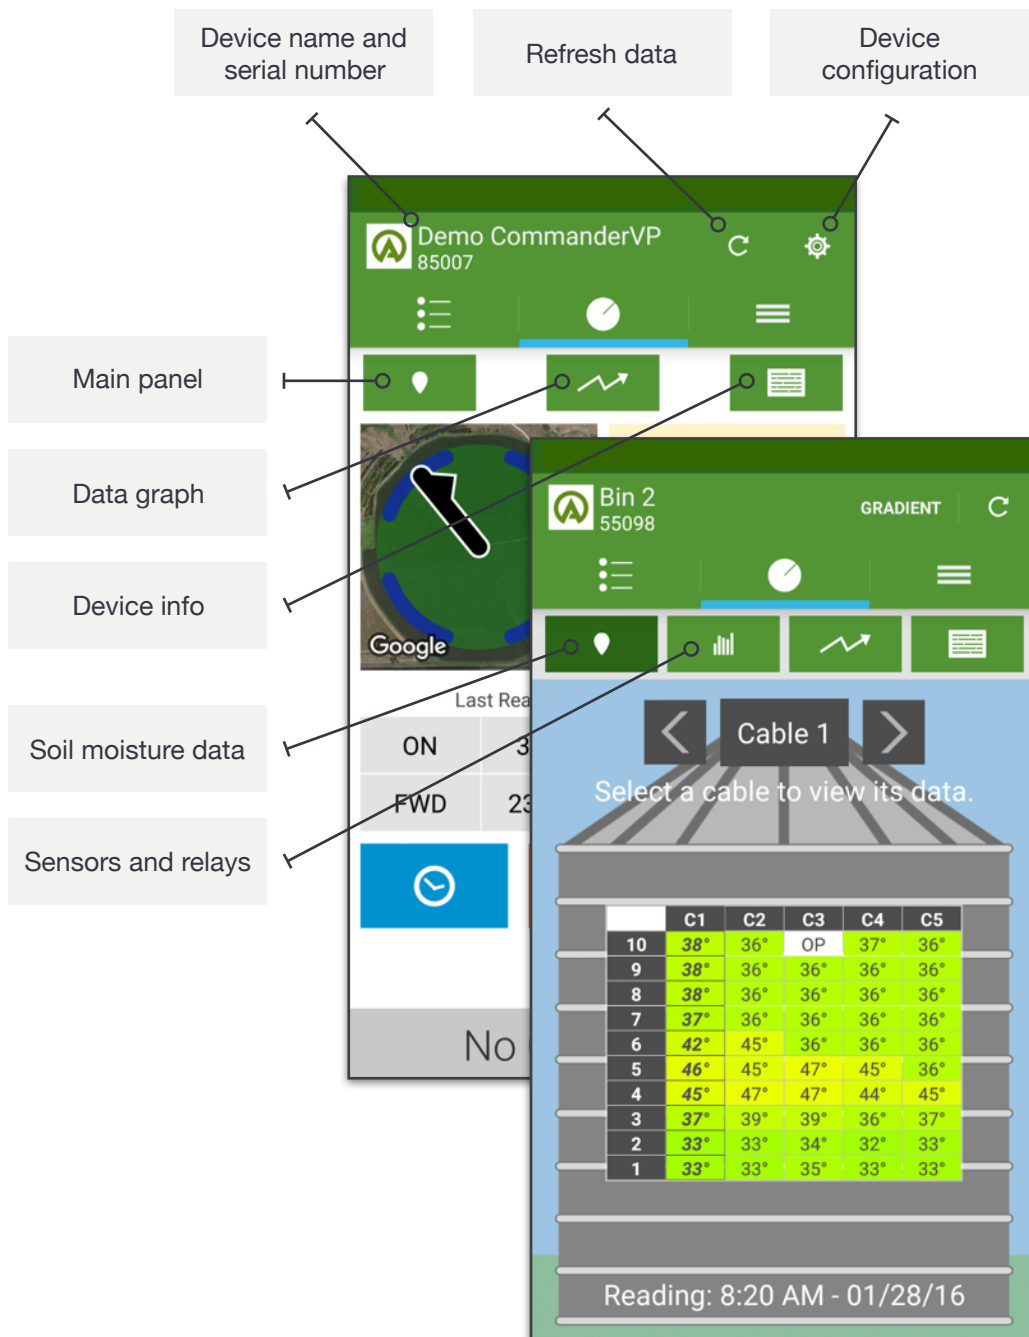 Device name and
serial number
Refresh data
Device
configuration
Demo CommanderVP
85007
Main panel
Data graph
Device info
Soil moisture data
Sensors and relays
Google
Last Rea
ON 3
FWD 23
No
Bin 2
55098
GRADIENT
Cable 1
Select a cable to view its data.
C1 C2 C3 C4 C5
10 38° 36° OP 37° 36°
9 38° 36° 36° 36° 36°
8 38° 36° 36° 36° 36°
7 37° 36° 36° 36° 36°
6 42° 45° 36° 36° 36°
5 46° 45° 47° 45° 36°
4 45° 47° 47° 44° 45°
3 37° 39° 39° 36° 37°
2 33° 33° 34° 32° 33°
1 33° 33° 35° 33° 33°
Reading: 8:20 AM - 01/28/16